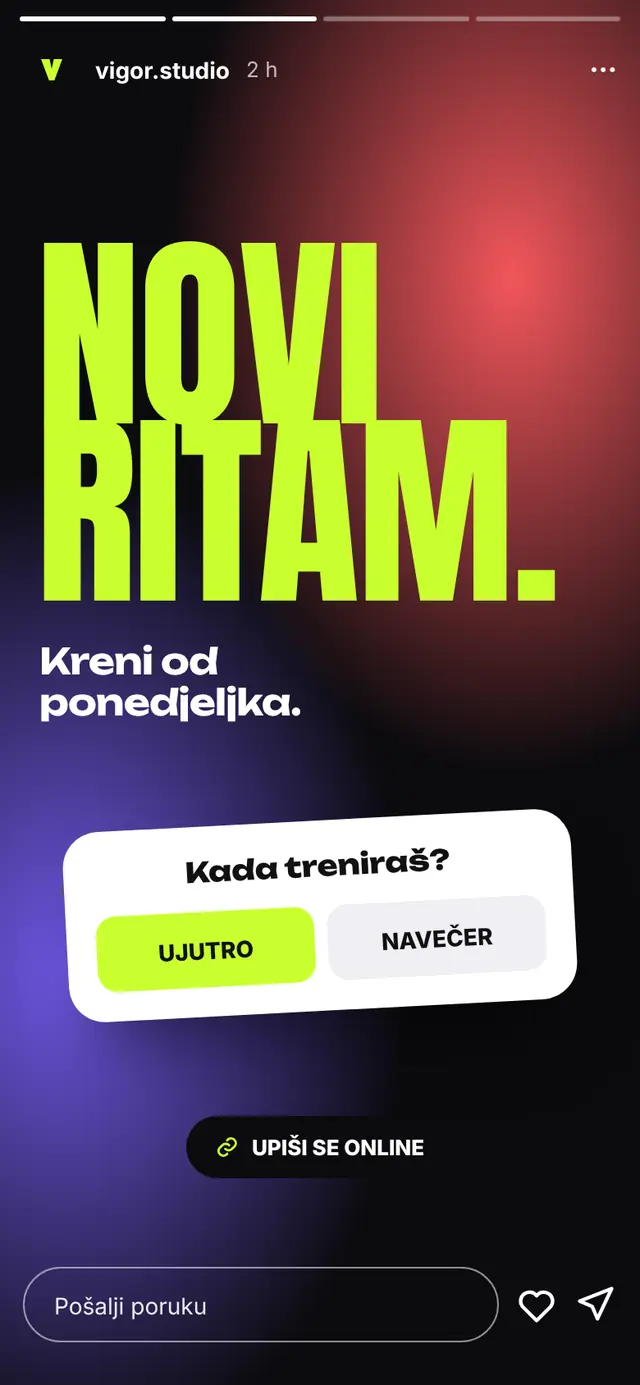 V vigor.studio 2 h
NOVI
RITAM.
Kreni od
ponedjeljka.
Kada treniraš?
UJUTRO NAVEČER
UPIŠI SE ONLINE
Pošalji poruku